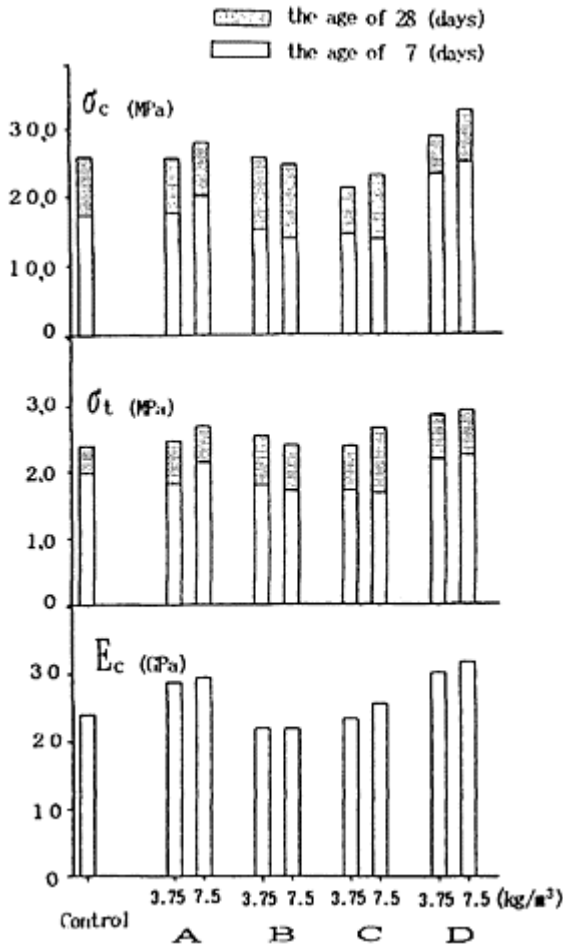 the age of 28 (days)
the age of 7 (days)
σc (MPa)
30,0
20,0
10,0
0
σt (MPa)
3,0
2,0
1,0
0
Ec (GPa)
30
20
10
0
3.75 7.5 3.75 7.5 3.75 7.5 3.75 7.5 (kg/m³)
Control
A B C D